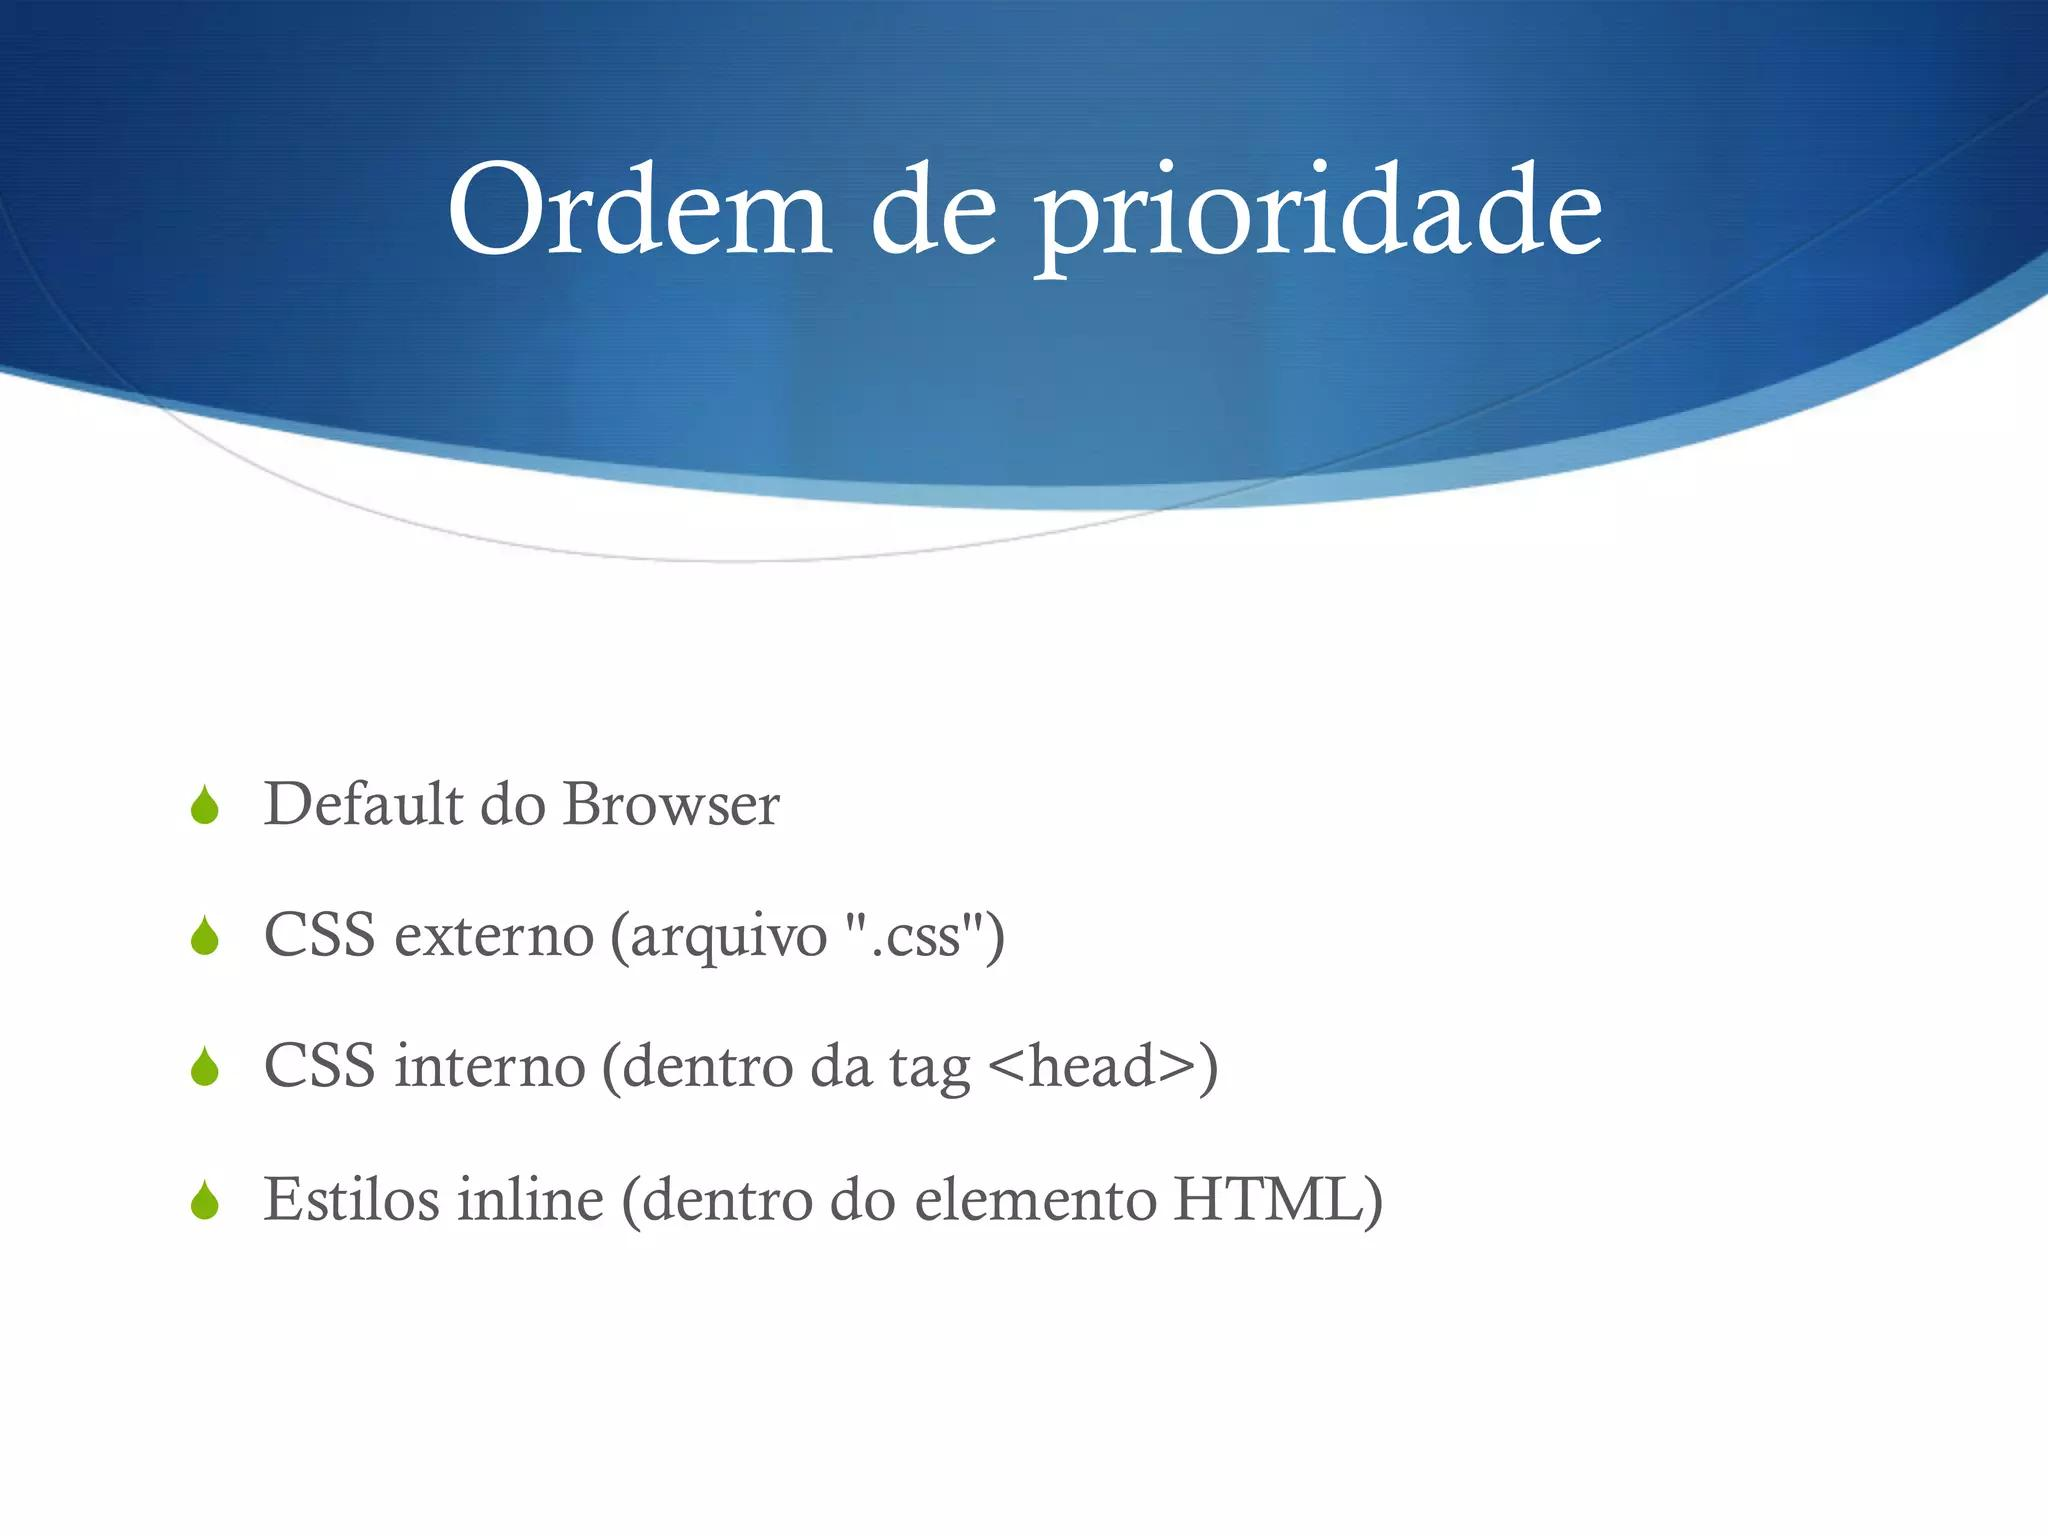 Ordem de prioridade
Default do Browser
CSS externo (arquivo ".css")
CSS interno (dentro da tag <head>)
Estilos inline (dentro do elemento HTML)